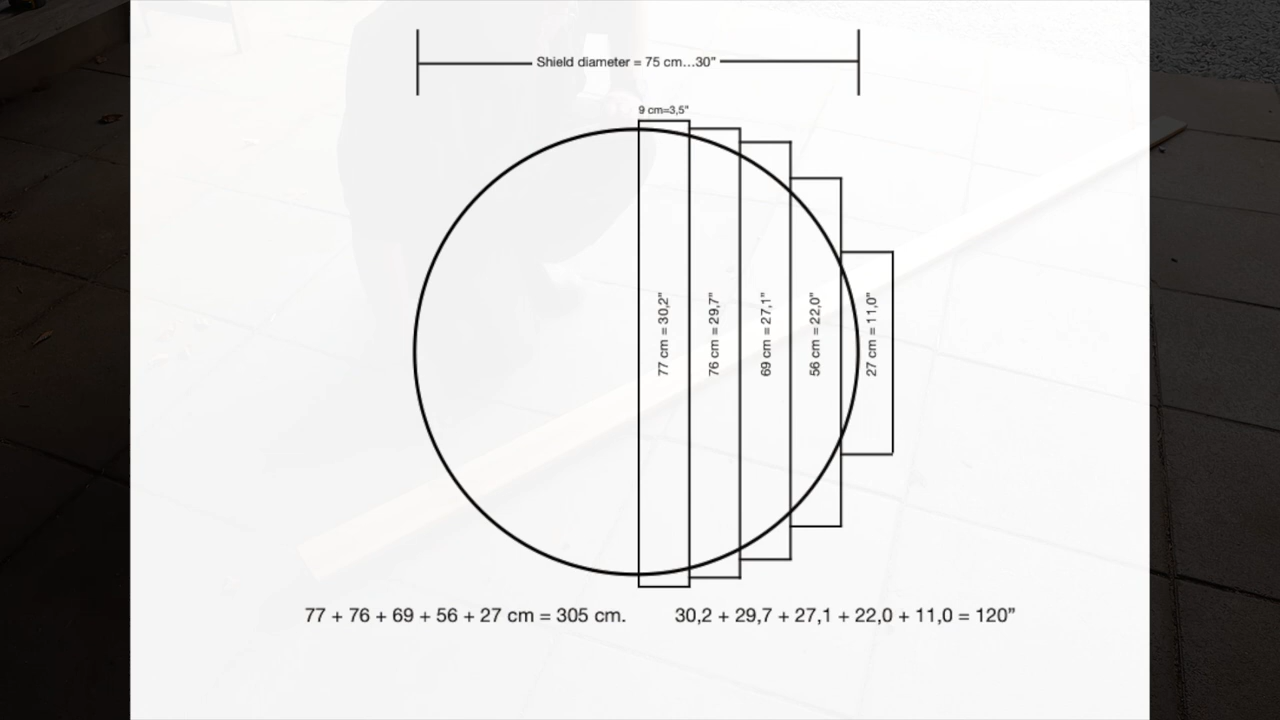 Shield diameter = 75 cm...30”
9 cm=3,5”
77 cm = 30,2”
76 cm = 29,7”
69 cm = 27,1”
56 cm = 22,0”
27 cm = 11,0”
77 + 76 + 69 + 56 + 27 cm = 305 cm.
30,2 + 29,7 + 27,1 + 22,0 + 11,0 = 120”